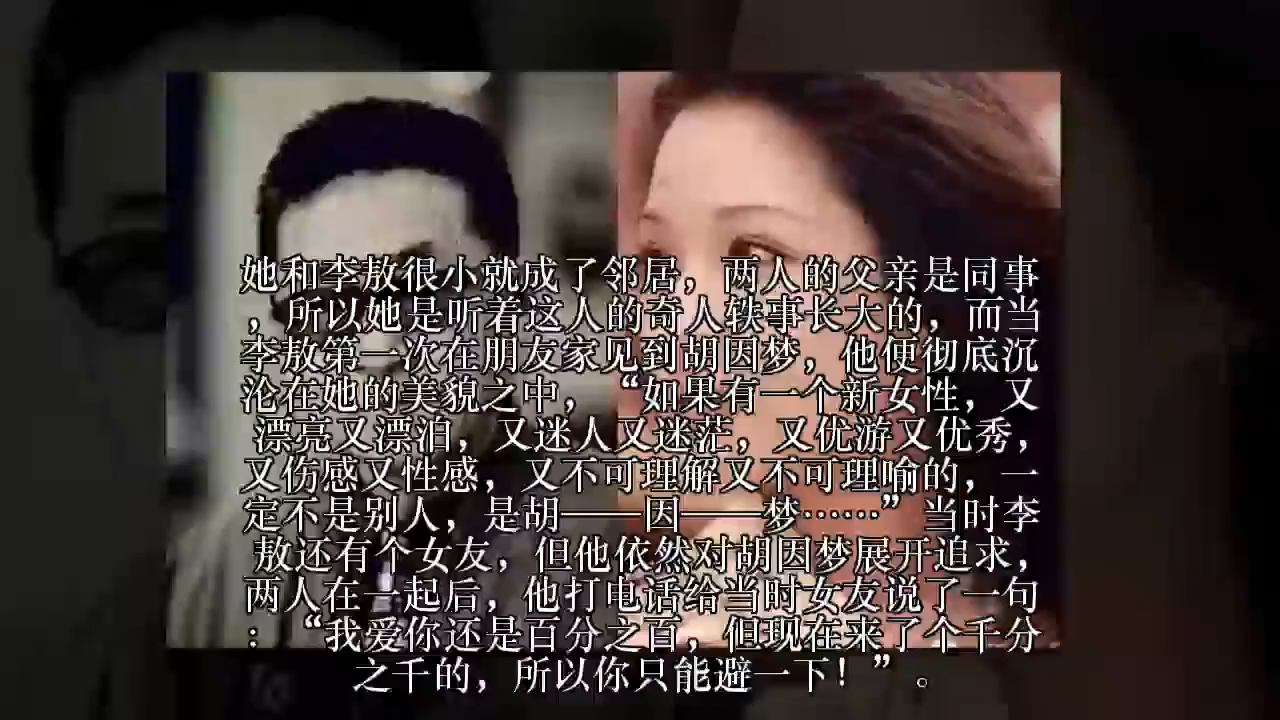 她和李敖很小就成了邻居，两人的父亲是同事
，所以她是听着这人的奇人轶事长大的，而当
李敖第一次在朋友家见到胡因梦，他便彻底沉
沦在她的美貌之中，“如果有一个新女性，又
漂亮又漂泊，又迷人又迷茫，又优游又优秀，
又伤感又性感，又不可理解又不可理喻的，一
定不是别人，是胡——因——梦……”当时李
敖还有个女友，但他依然对胡因梦展开追求，
两人在一起后，他打电话给当时女友说了一句
：“我爱你还是百分之百，但现在来了个千分
之千的，所以你只能避一下！”。